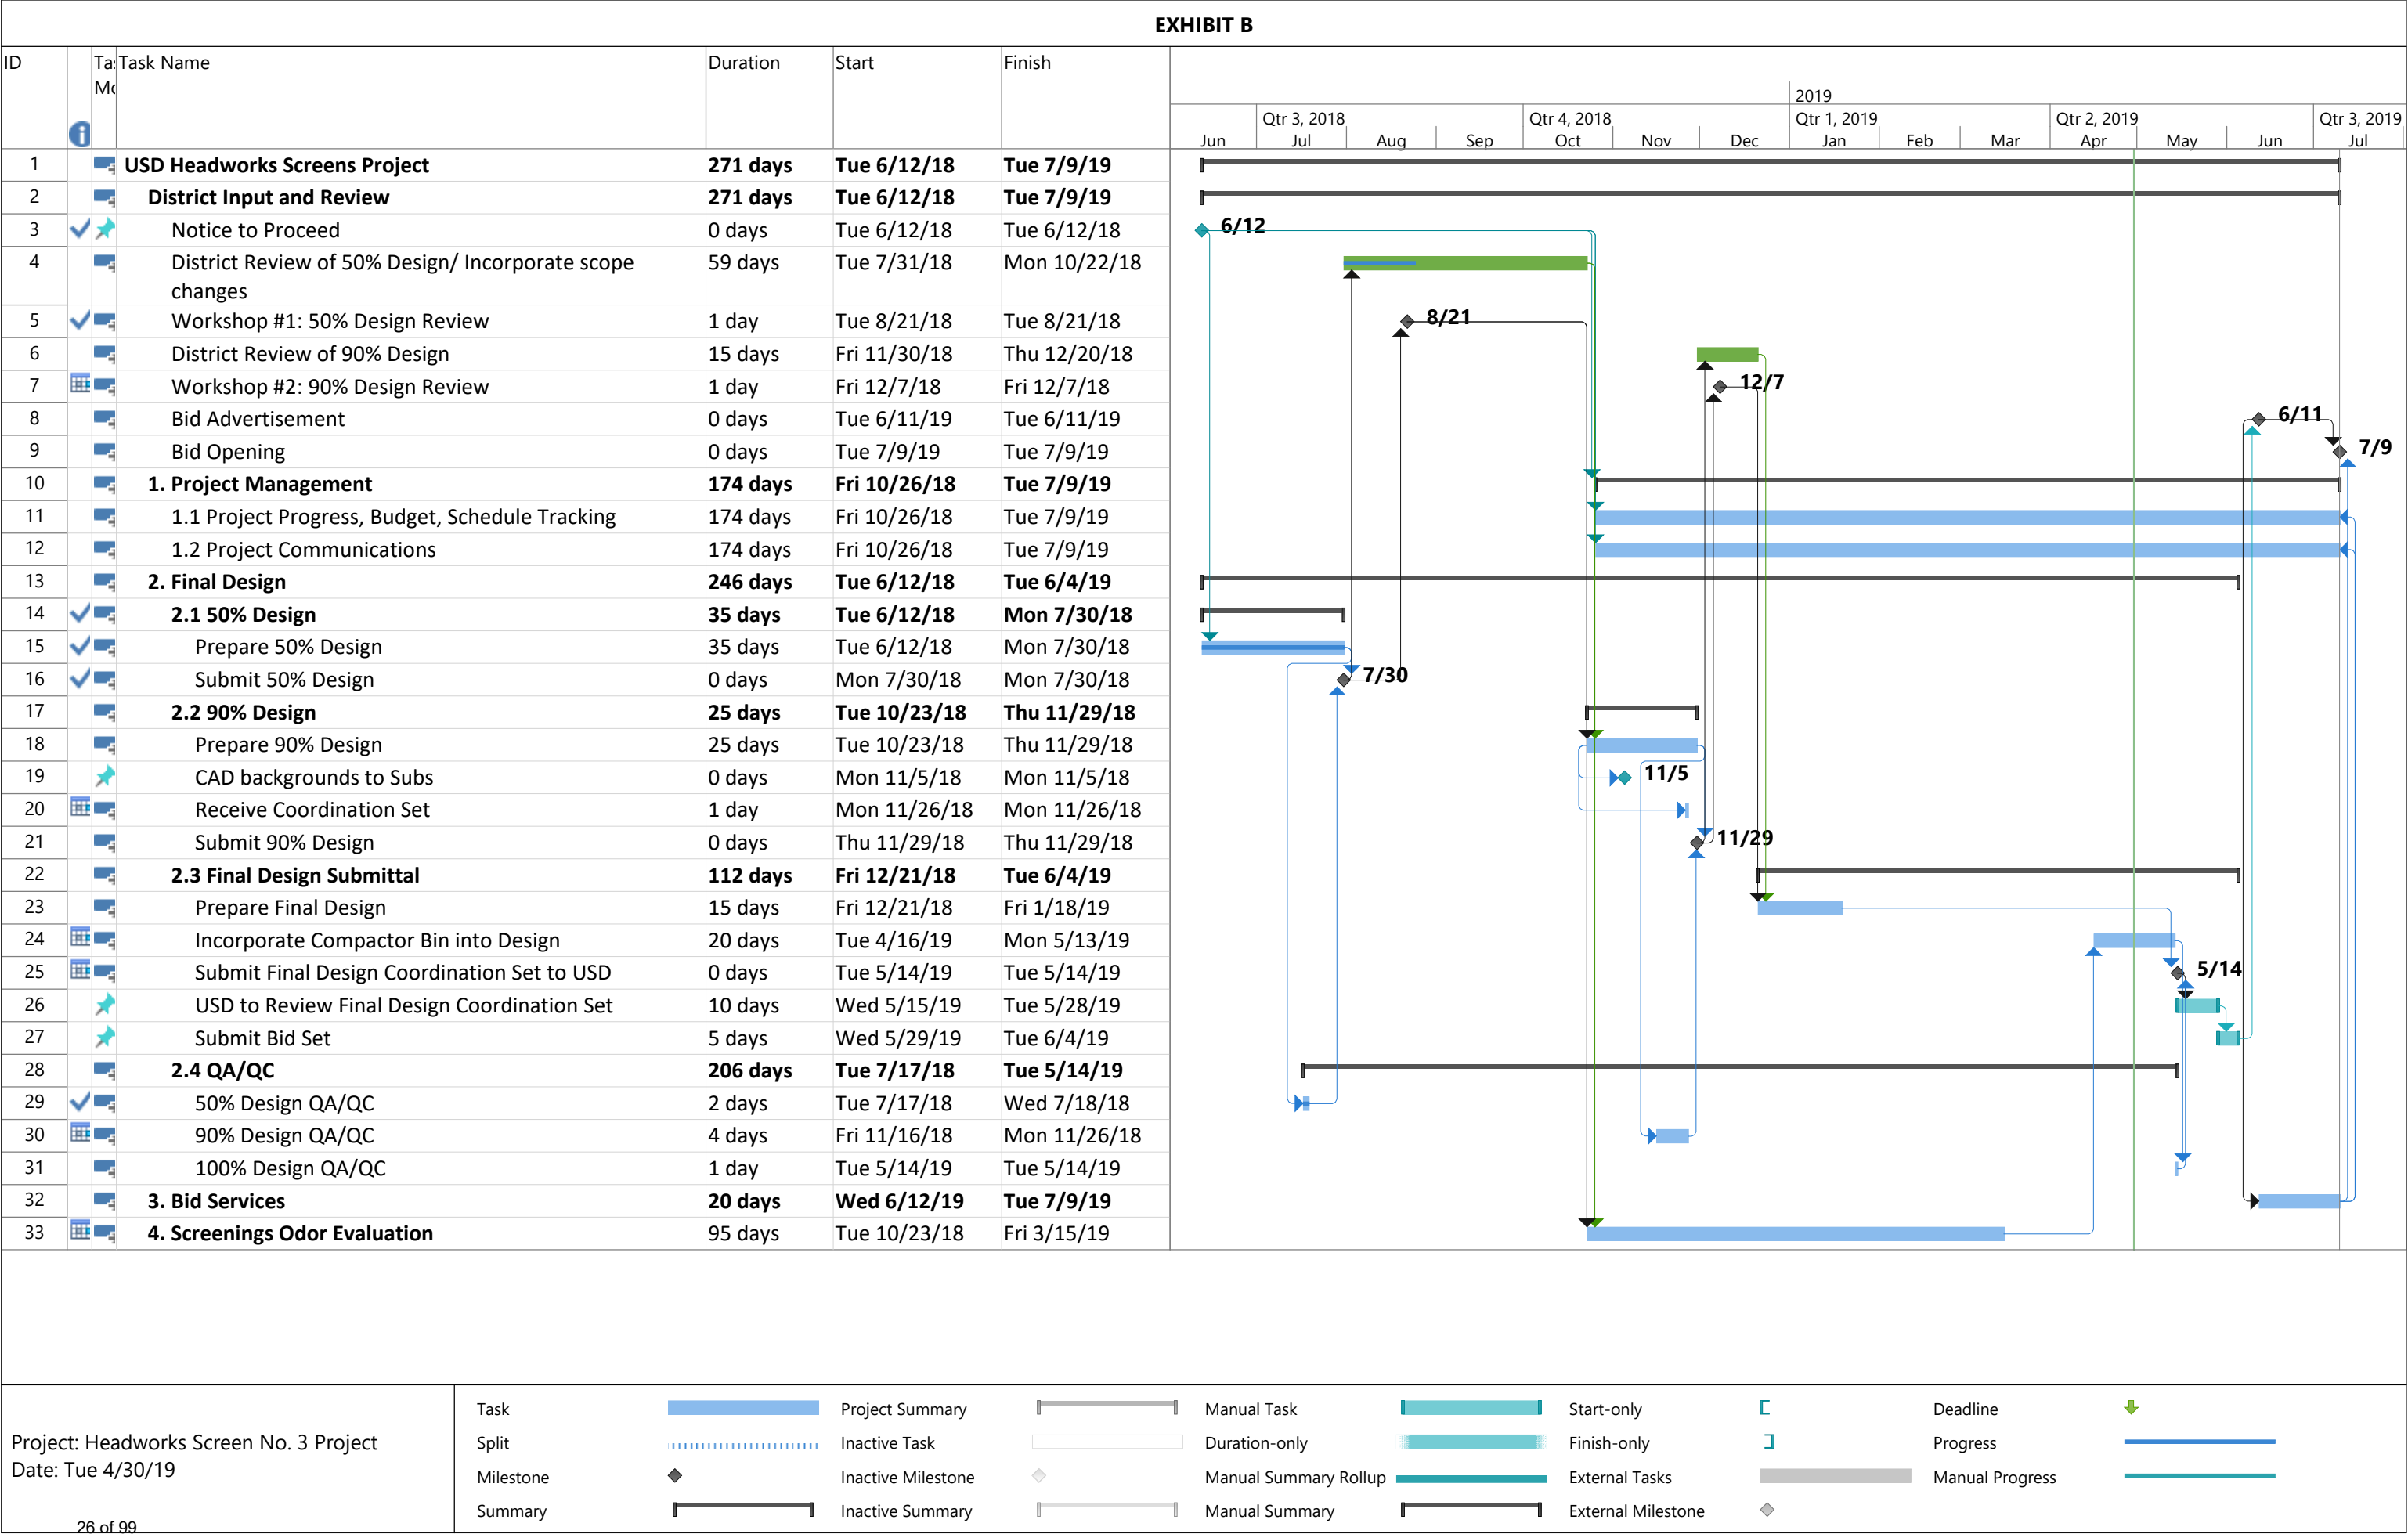 EXHIBIT B
ID Task Name Duration Start Finish
2019
Qtr 3, 2018 Qtr 4, 2018 Qtr 1, 2019 Qtr 2, 2019 Qtr 3, 2019
Jun Jul Aug Sep Oct Nov Dec Jan Feb Mar Apr May Jun Jul
1 USD Headworks Screens Project 271 days Tue 6/12/18 Tue 7/9/19
2 District Input and Review 271 days Tue 6/12/18 Tue 7/9/19
3 Notice to Proceed 0 days Tue 6/12/18 Tue 6/12/18 6/12
4 District Review of 50% Design/ Incorporate scope 59 days Tue 7/31/18 Mon 10/22/18
changes
5 Workshop #1: 50% Design Review 1 day Tue 8/21/18 Tue 8/21/18 8/21
6 District Review of 90% Design 15 days Fri 11/30/18 Thu 12/20/18
7 Workshop #2: 90% Design Review 1 day Fri 12/7/18 Fri 12/7/18 12/7
8 Bid Advertisement 0 days Tue 6/11/19 Tue 6/11/19 6/11
9 Bid Opening 0 days Tue 7/9/19 Tue 7/9/19 7/9
10 1. Project Management 174 days Fri 10/26/18 Tue 7/9/19
11 1.1 Project Progress, Budget, Schedule Tracking 174 days Fri 10/26/18 Tue 7/9/19
12 1.2 Project Communications 174 days Fri 10/26/18 Tue 7/9/19
13 2. Final Design 246 days Tue 6/12/18 Tue 6/4/19
14 2.1 50% Design 35 days Tue 6/12/18 Mon 7/30/18
15 Prepare 50% Design 35 days Tue 6/12/18 Mon 7/30/18
16 Submit 50% Design 0 days Mon 7/30/18 Mon 7/30/18 7/30
17 2.2 90% Design 25 days Tue 10/23/18 Thu 11/29/18
18 Prepare 90% Design 25 days Tue 10/23/18 Thu 11/29/18
19 CAD backgrounds to Subs 0 days Mon 11/5/18 Mon 11/5/18 11/5
20 Receive Coordination Set 1 day Mon 11/26/18 Mon 11/26/18
21 Submit 90% Design 0 days Thu 11/29/18 Thu 11/29/18 11/29
22 2.3 Final Design Submittal 112 days Fri 12/21/18 Tue 6/4/19
23 Prepare Final Design 15 days Fri 12/21/18 Fri 1/18/19
24 Incorporate Compactor Bin into Design 20 days Tue 4/16/19 Mon 5/13/19
25 Submit Final Design Coordination Set to USD 0 days Tue 5/14/19 Tue 5/14/19 5/14
26 USD to Review Final Design Coordination Set 10 days Wed 5/15/19 Tue 5/28/19
27 Submit Bid Set 5 days Wed 5/29/19 Tue 6/4/19
28 2.4 QA/QC 206 days Tue 7/17/18 Tue 5/14/19
29 50% Design QA/QC 2 days Tue 7/17/18 Wed 7/18/18
30 90% Design QA/QC 4 days Fri 11/16/18 Mon 11/26/18
31 100% Design QA/QC 1 day Tue 5/14/19 Tue 5/14/19
32 3. Bid Services 20 days Wed 6/12/19 Tue 7/9/19
33 4. Screenings Odor Evaluation 95 days Tue 10/23/18 Fri 3/15/19
Project: Headworks Screen No. 3 Project
Date: Tue 4/30/19
Task Project Summary Manual Task Start-only Deadline
Split Inactive Task Duration-only Finish-only Progress
Milestone Inactive Milestone Manual Summary Rollup External Tasks Manual Progress
Summary Inactive Summary Manual Summary External Milestone
26 of 99